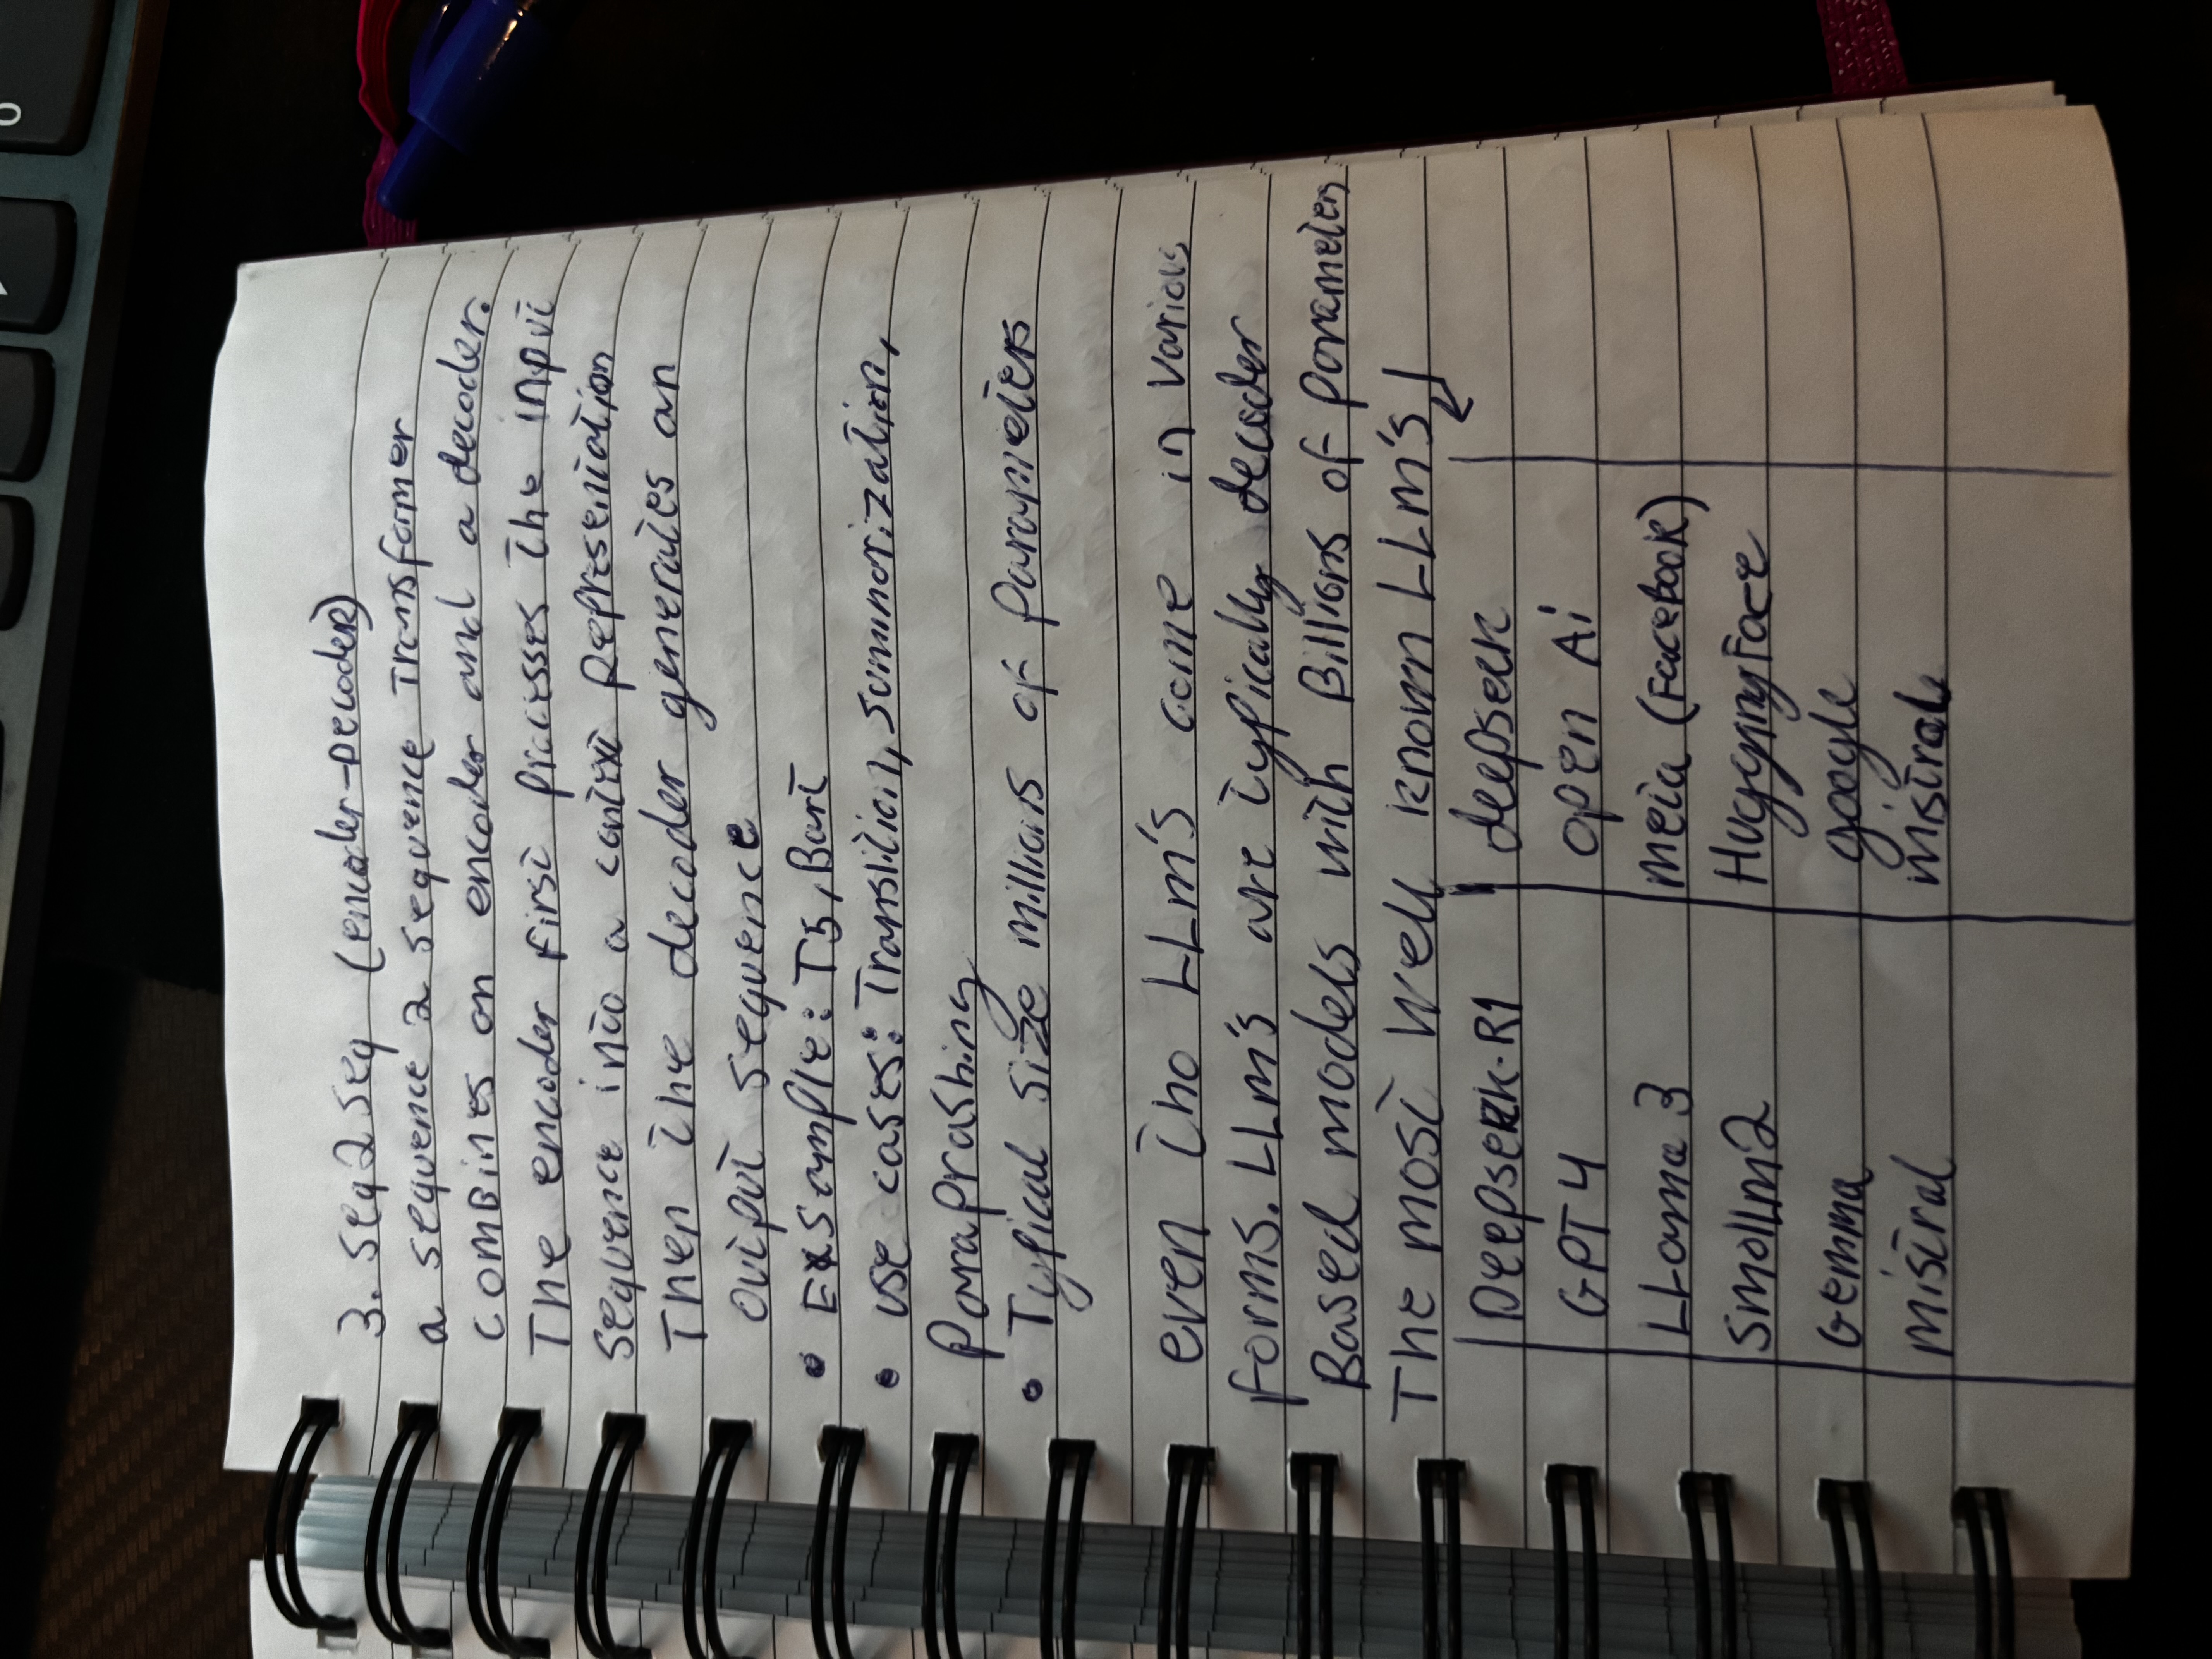 3. Seq2Seq (encoder-Decoder)
a sequence 2 sequence Transformer
combines an encoder and a decoder.
The encoder first processes the input
sequence into a context Representation
Then the decoder generates an
output sequence
• Exsample: T5, Bart
• use cases: Translition, summorization,
Paraprashing
• Typical size millions of parameters
even tho LLm's come in various
forms. LLm's are typically decoder
Based models with Billions of parameters
The most well known LLm's
Deepseek-R1 deepseek
GPT4 open Ai
LLama 3 meta (FaceBook)
Smollm2 HuggingFace
Gemma google
mistral mistral